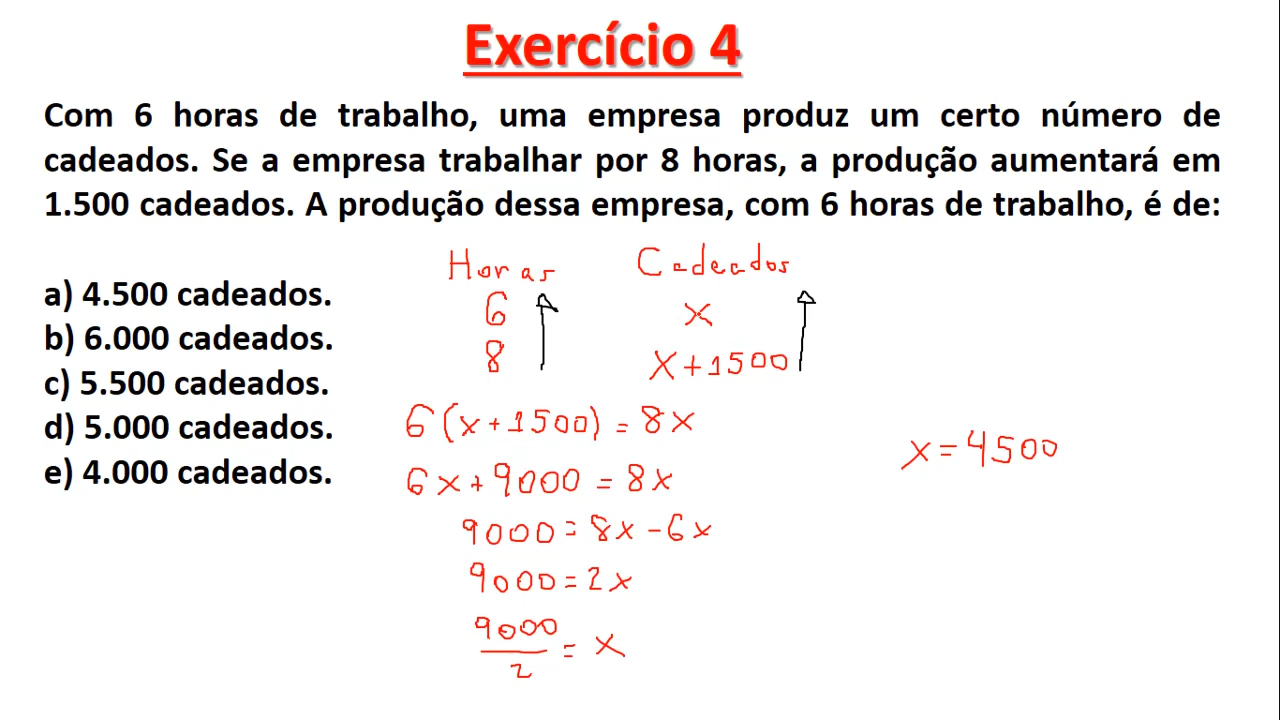 Exercício 4
Com 6 horas de trabalho, uma empresa produz um certo número de
cadeados. Se a empresa trabalhar por 8 horas, a produção aumentará em
1.500 cadeados. A produção dessa empresa, com 6 horas de trabalho, é de:
a) 4.500 cadeados.
b) 6.000 cadeados.
c) 5.500 cadeados.
d) 5.000 cadeados.
e) 4.000 cadeados.
Horas Cadeados
6 x
8 x+1500
6(x+1500)=8x
6x+9000=8x
9000=8x-6x
9000=2x
9000/2=x
x=4500